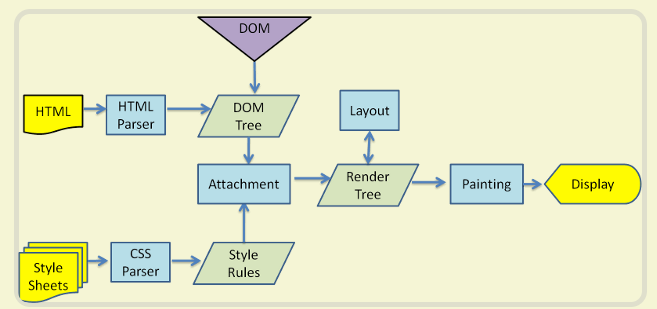 DOM
HTML
HTML
Parser
DOM
Tree
Layout
Attachment
Render
Tree
Painting
Display
Style
Sheets
CSS
Parser
Style
Rules